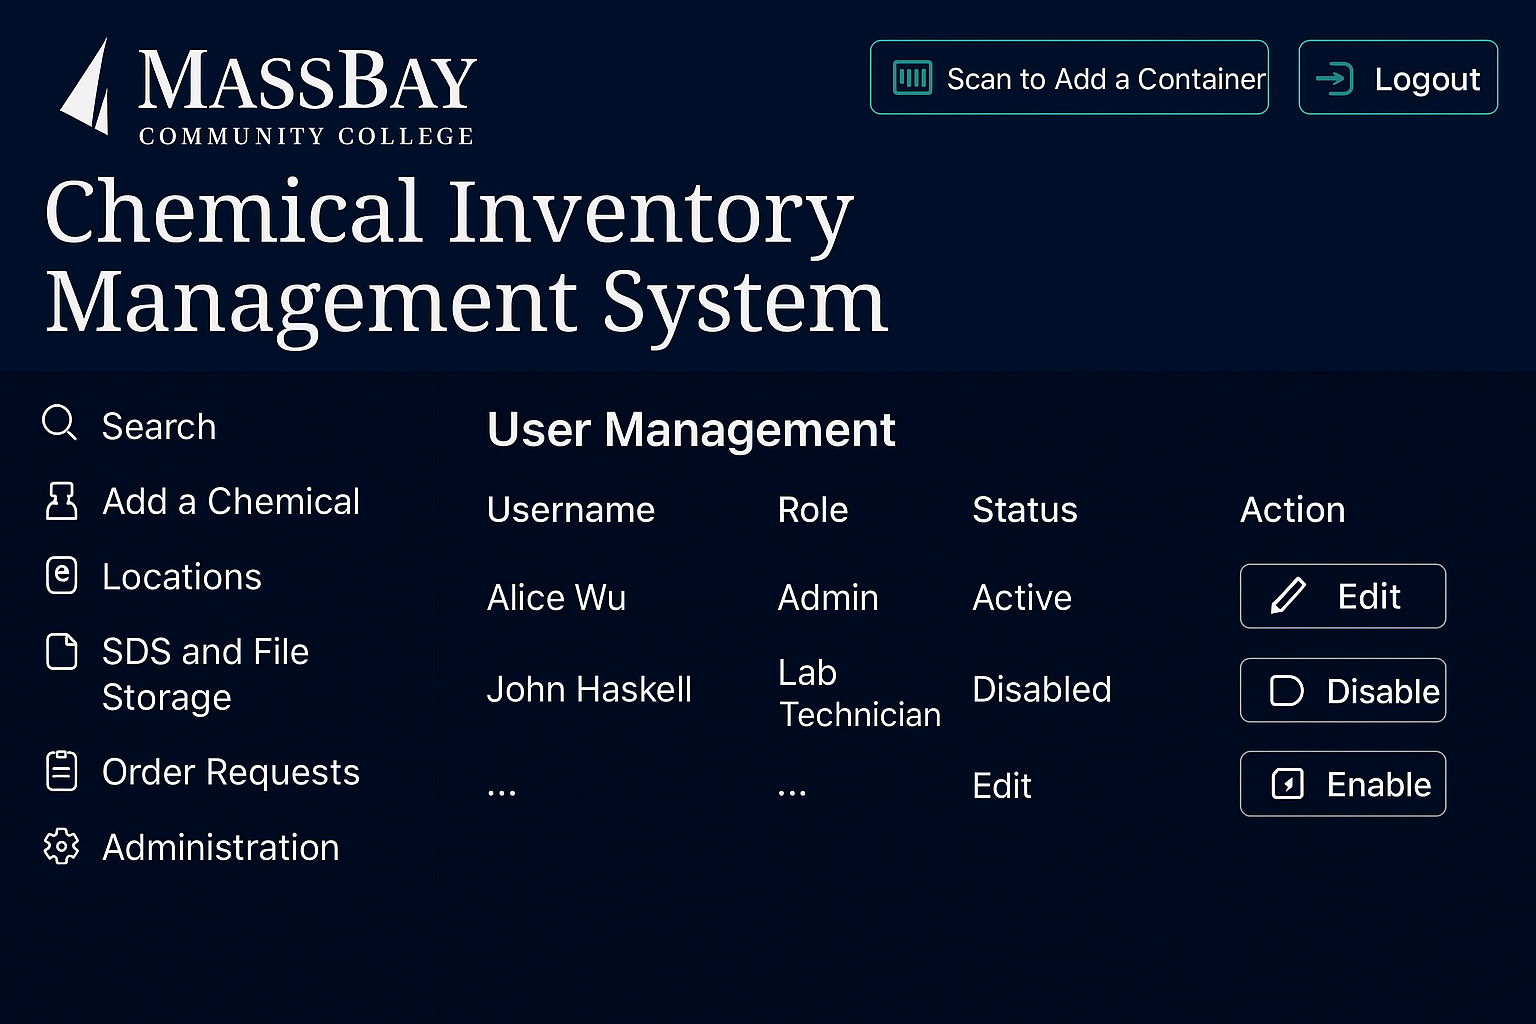 MASSBAY
COMMUNITY COLLEGE
Scan to Add a Container
Logout
Chemical Inventory
Management System
Search
Add a Chemical
Locations
SDS and File
Storage
Order Requests
Administration
User Management
Username Role Status Action
Alice Wu Admin Active Edit
John Haskell Lab Technician Disabled Disable
... ... Edit Enable